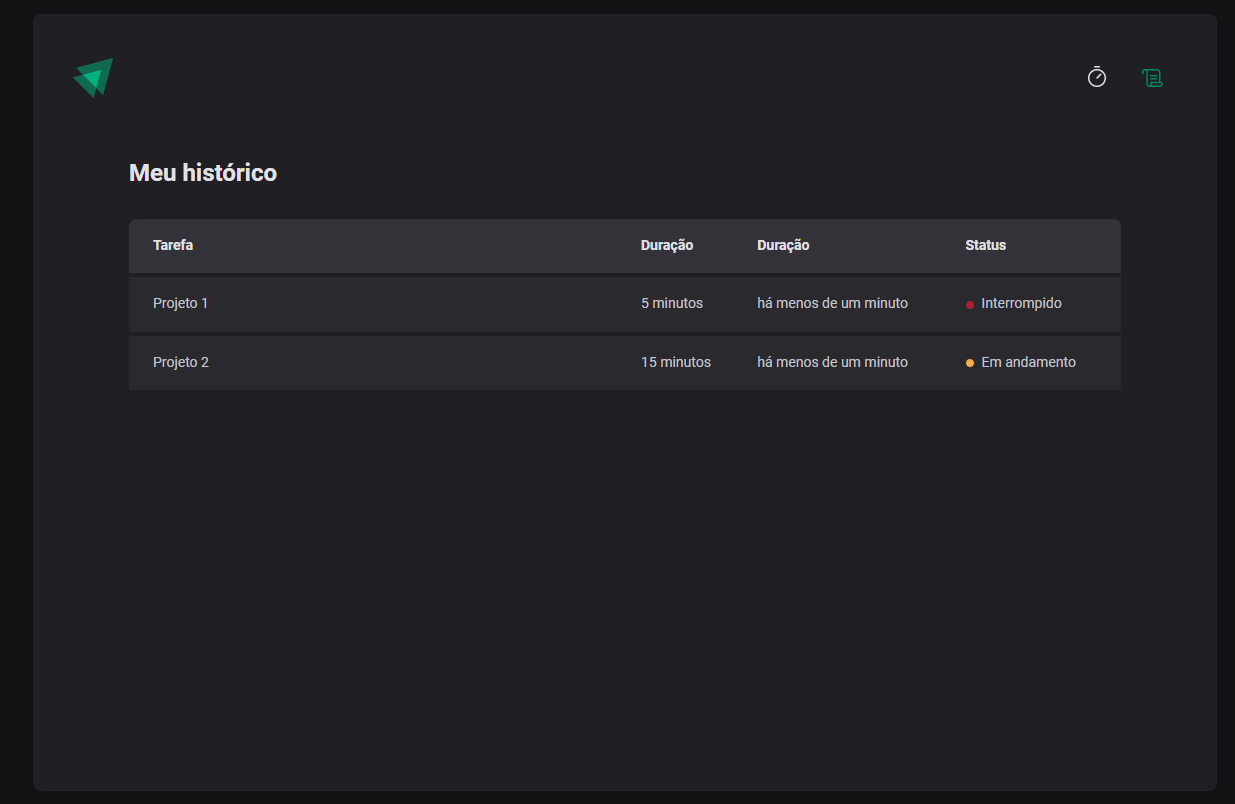 Meu histórico
Tarefa Duração Duração Status
Projeto 1 5 minutos há menos de um minuto Interrompido
Projeto 2 15 minutos há menos de um minuto Em andamento